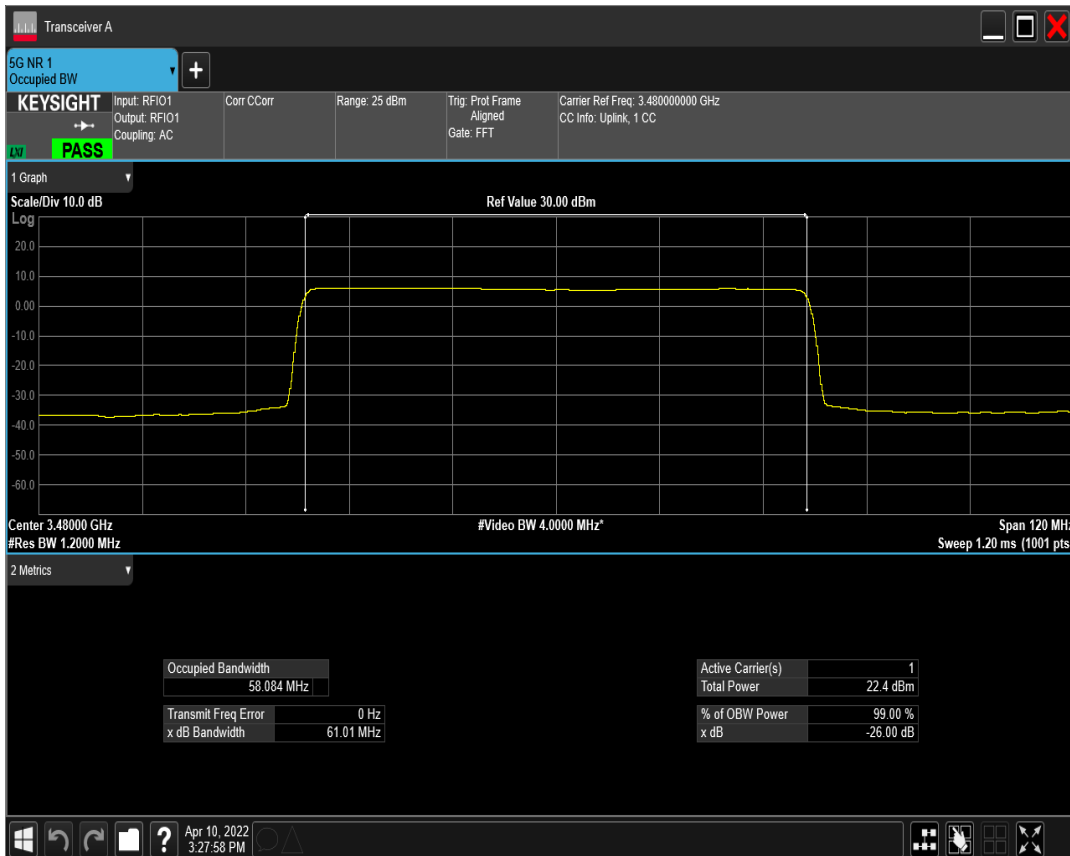 Transceiver A
5G NR 1
Occupied BW
KEYSIGHT
LXI
PASS
Input: RFIO1
Output: RFIO1
Coupling: AC
Corr CCorr
Range: 25 dBm
Trig: Prot Frame
Aligned
Gate: FFT
Carrier Ref Freq: 3.480000000 GHz
CC Info: Uplink, 1 CC
1 Graph
Scale/Div 10.0 dB
Ref Value 30.00 dBm
Log
20.0
10.0
0.00
-10.0
-20.0
-30.0
-40.0
-50.0
-60.0
Center 3.48000 GHz
#Video BW 4.0000 MHz*
Span 120 MHz
#Res BW 1.2000 MHz
Sweep 1.20 ms (1001 pts
2 Metrics
Occupied Bandwidth
58.084 MHz
Transmit Freq Error 0 Hz
x dB Bandwidth 61.01 MHz
Active Carrier(s) 1
Total Power 22.4 dBm
% of OBW Power 99.00 %
x dB -26.00 dB
?
Apr 10, 2022
3:27:58 PM